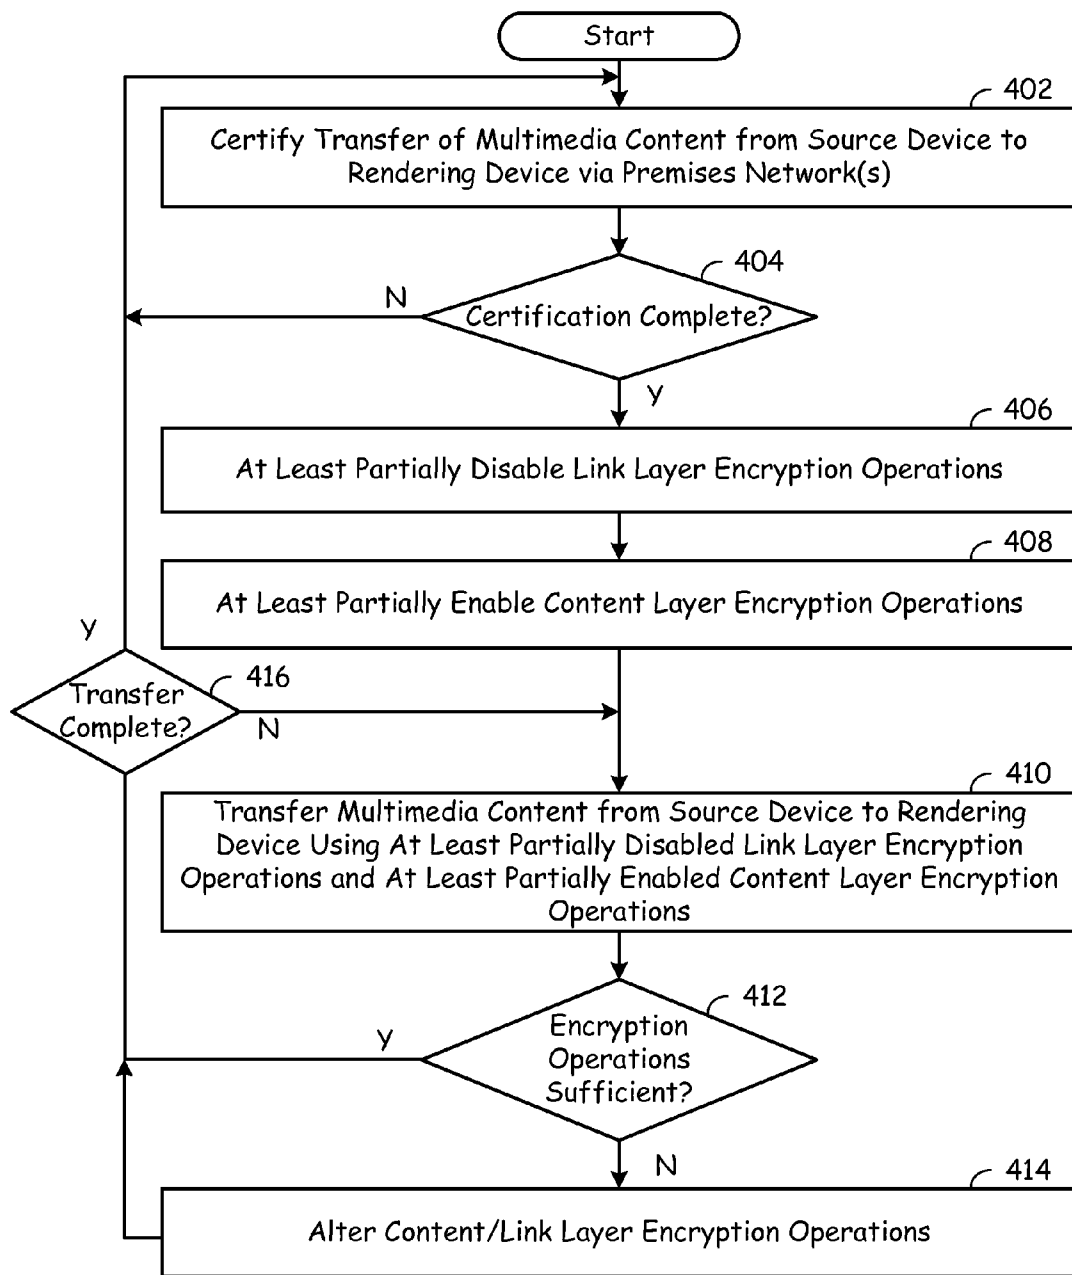 Start
402
Certify Transfer of Multimedia Content from Source Device to
Rendering Device via Premises Network(s)
404
N
Certification Complete?
Y
406
At Least Partially Disable Link Layer Encryption Operations
408
At Least Partially Enable Content Layer Encryption Operations
Y
416
Transfer
Complete?
N
410
Transfer Multimedia Content from Source Device to Rendering
Device Using At Least Partially Disabled Link Layer Encryption
Operations and At Least Partially Enabled Content Layer Encryption
Operations
412
Y
Encryption
Operations
Sufficient?
N
414
Alter Content/Link Layer Encryption Operations